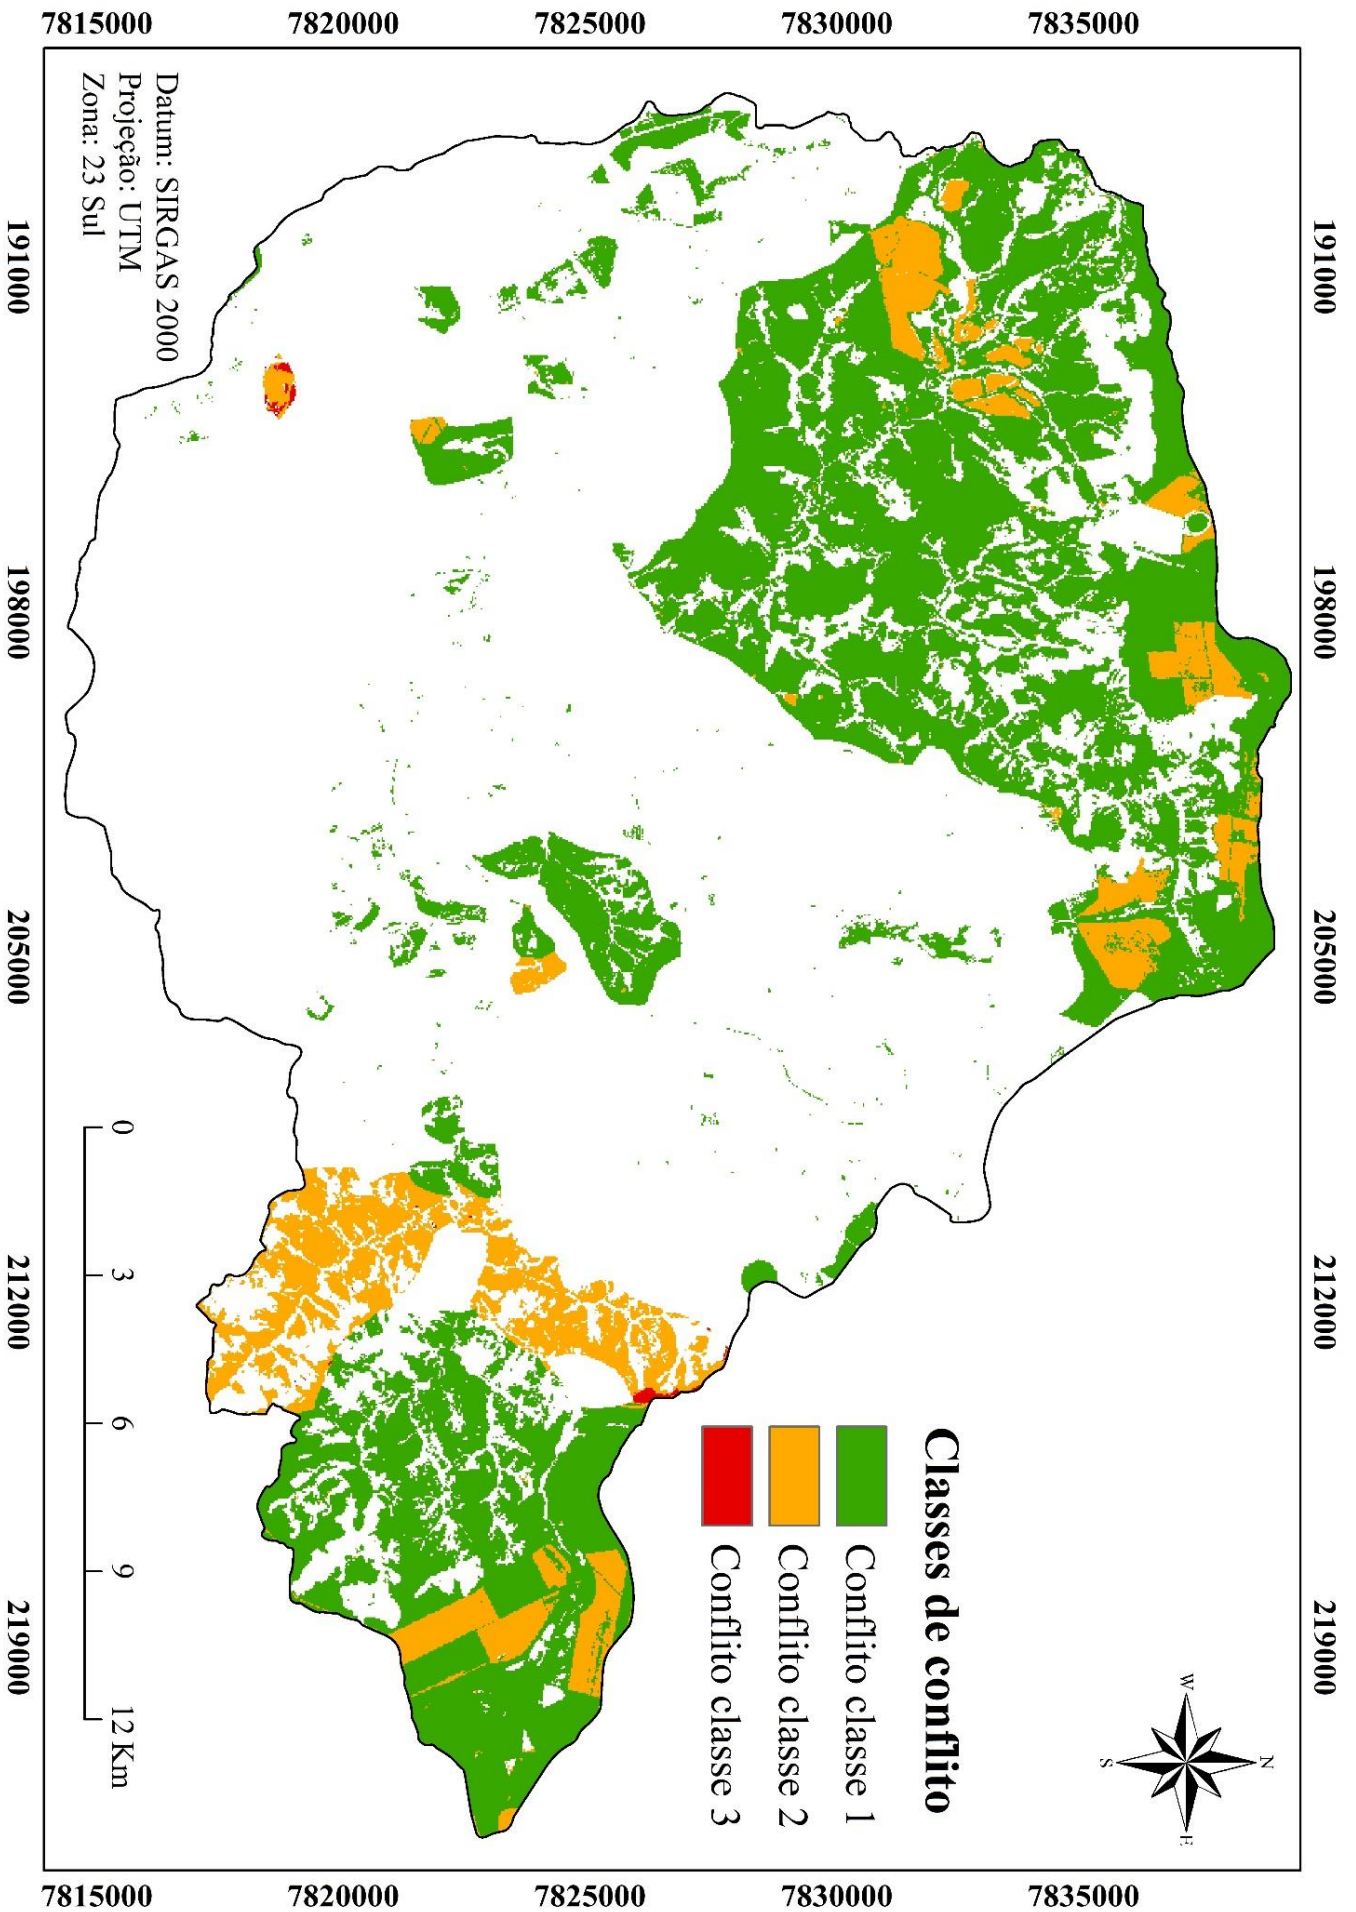 7815000 7820000 7825000 7830000 7835000
191000
198000
205000
212000
219000
191000
198000
205000
212000
219000
Datum: SIRGAS 2000
Projeção: UTM
Zona: 23 Sul
Classes de conflito
Conflito classe 1
Conflito classe 2
Conflito classe 3
0 3 6 9 12 Km
N
W
E
S
7815000 7820000 7825000 7830000 7835000